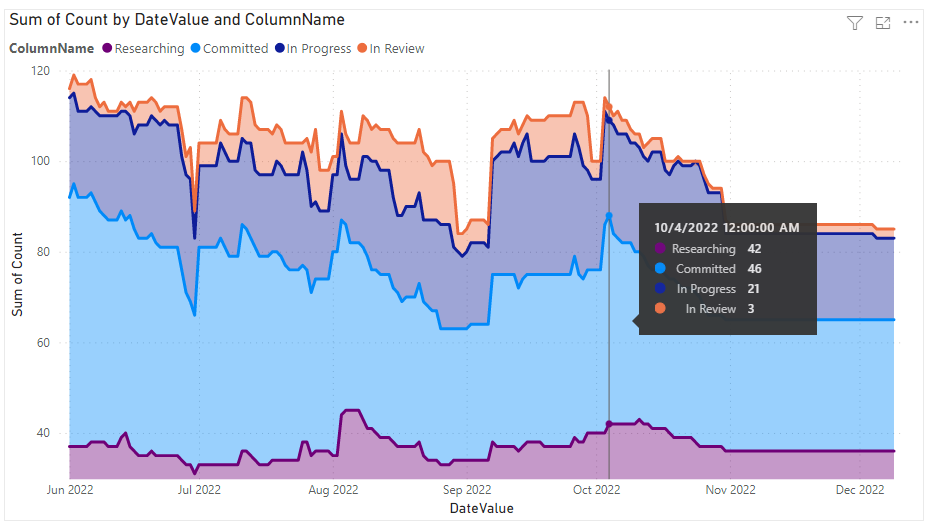 Sum of Count by DateValue and ColumnName
ColumnName Researching Committed In Progress In Review
120
100
80
60
40
Sum of Count
10/4/2022 12:00:00 AM
Researching 42
Committed 46
In Progress 21
In Review 3
Jun 2022 Jul 2022 Aug 2022 Sep 2022 Oct 2022 Nov 2022 Dec 2022
DateValue